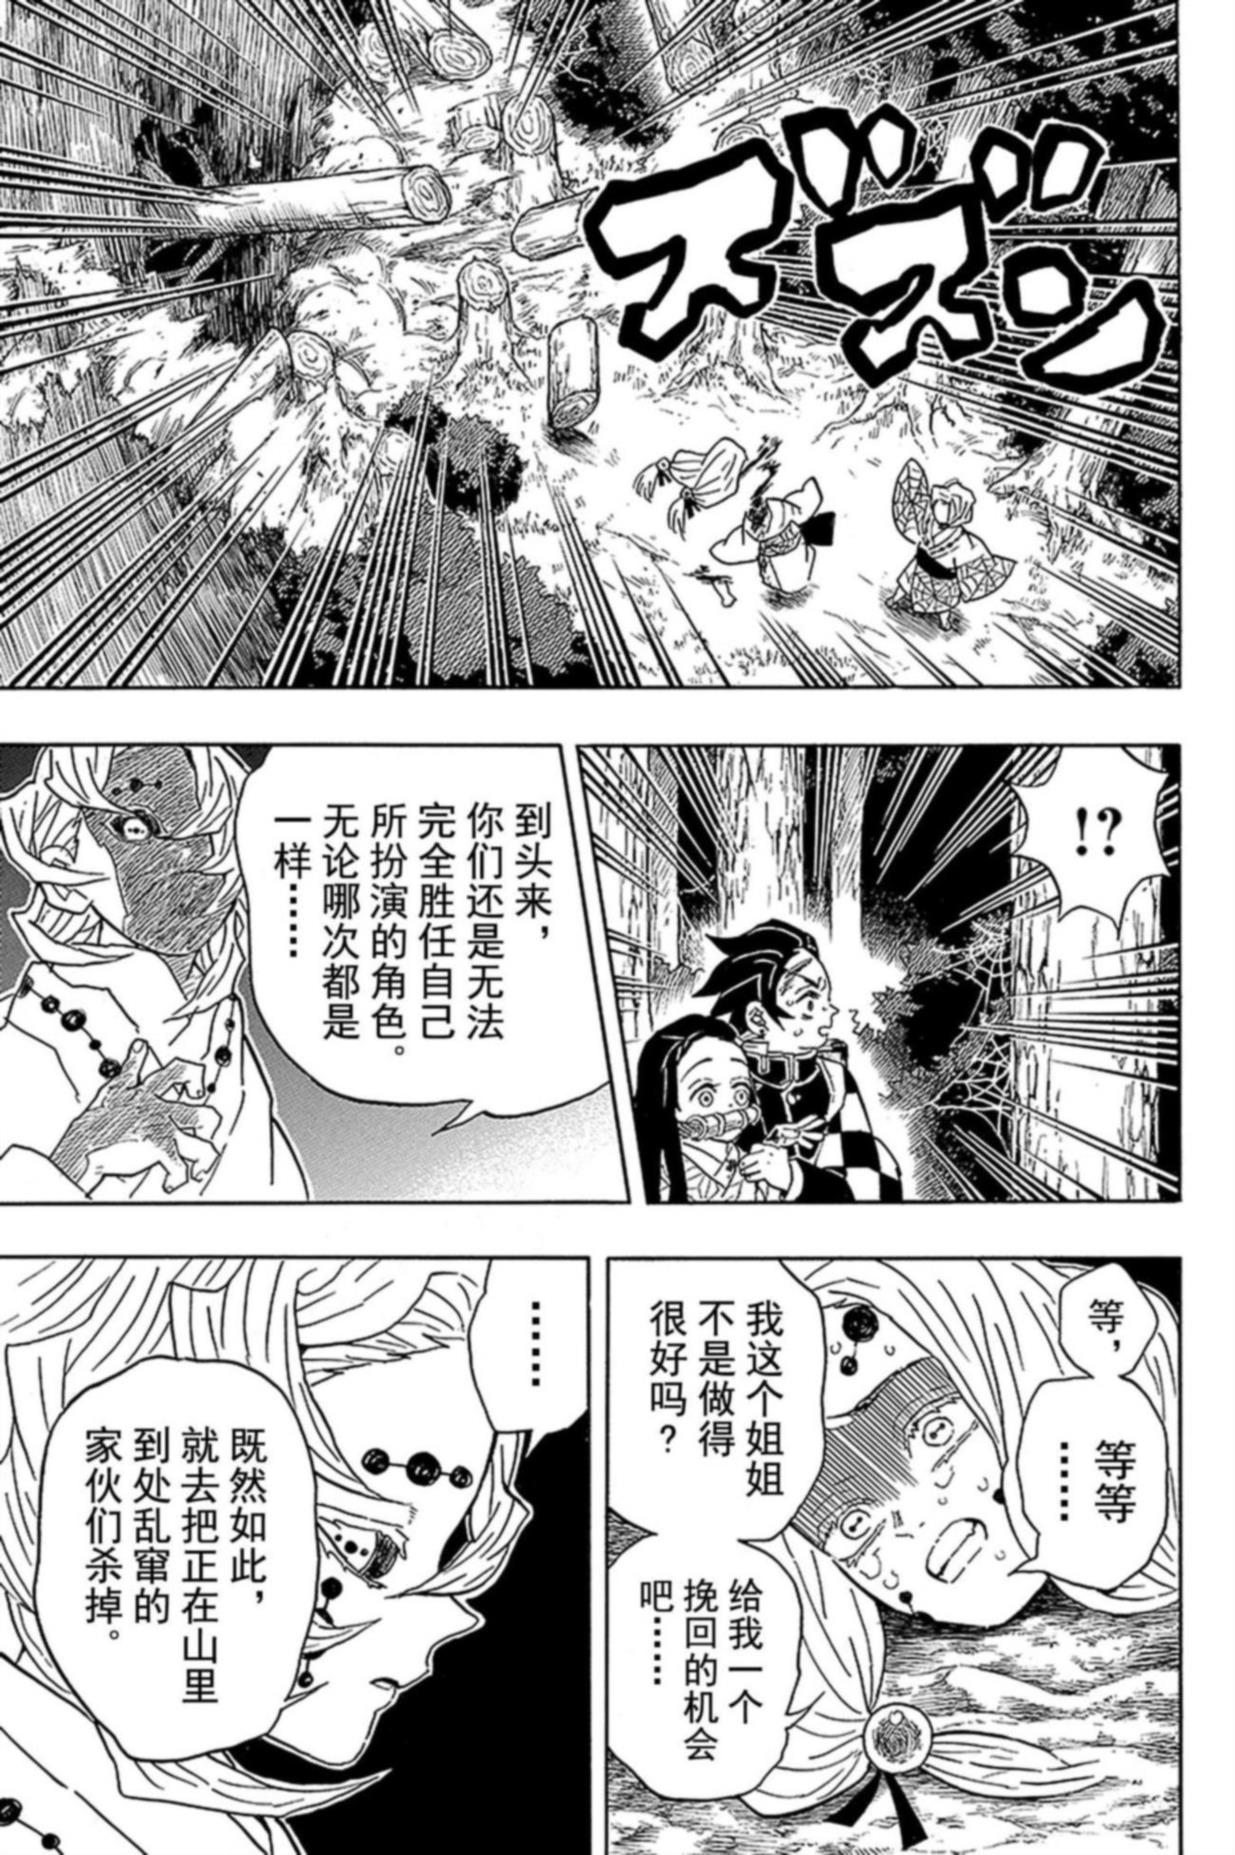 ズズン
!?
到头来，
你们还是无法
完全胜任自己
所扮演的角色。
无论哪次都是
一样……
等，
等等
……
我这个姐姐
不是做得
很好吗？
给我一个
挽回的机会
吧……
……
既然如此，
就去把正在山里
到处乱窜的
家伙们杀掉。